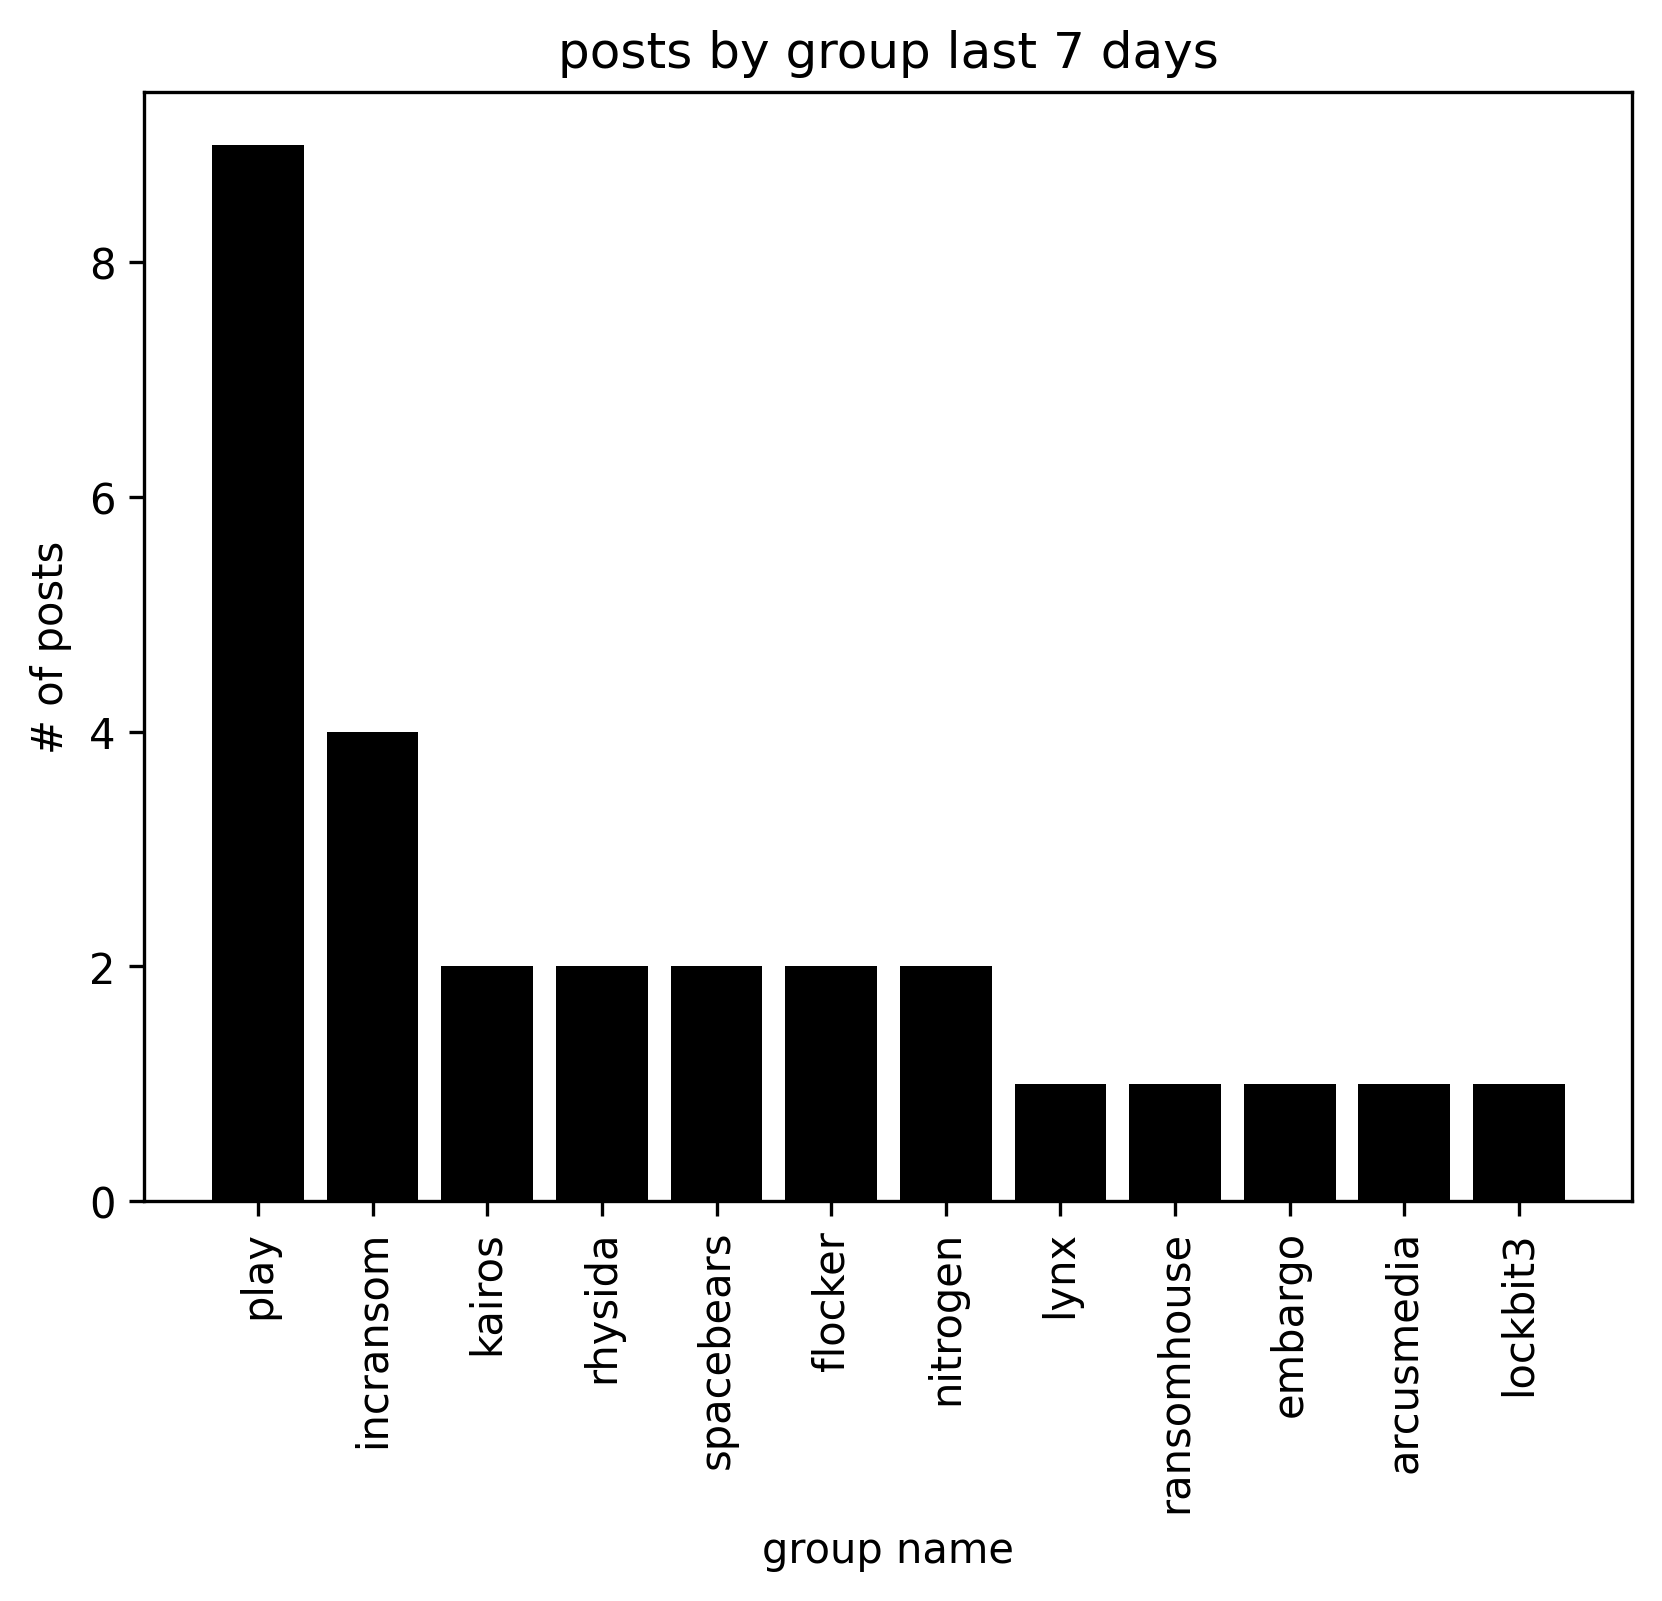 posts by group last 7 days
# of posts
8
6
4
2
0
play
incransom
kairos
rhysida
spacebears
flocker
nitrogen
lynx
ransomhouse
embargo
arcusmedia
lockbit3
group name